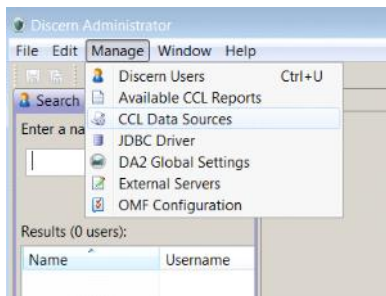 Discern Administrator
File Edit Manage Window Help
Discern Users Ctrl+U
Available CCL Reports
CCL Data Sources
JDBC Driver
DA2 Global Settings
External Servers
OMF Configuration
Search
Enter a na
Results (0 users):
Name Username